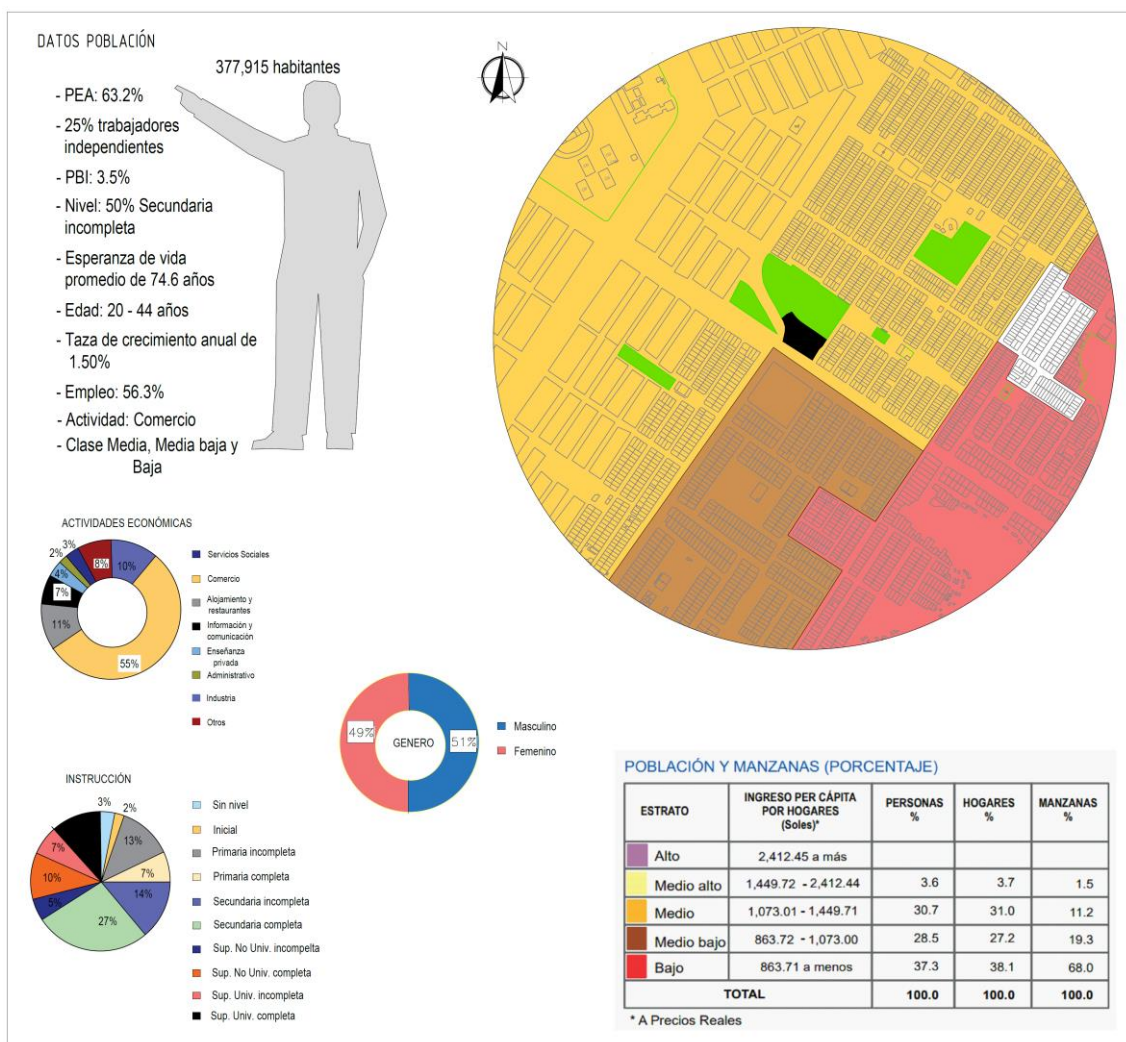 DATOS POBLACIÓN
377,915 habitantes
- PEA: 63.2%
- 25% trabajadores
independientes
- PBI: 3.5%
- Nivel: 50% Secundaria
incompleta
- Esperanza de vida
promedio de 74.6 años
- Edad: 20 - 44 años
- Taza de crecimiento anual de
1.50%
- Empleo: 56.3%
- Actividad: Comercio
- Clase Media, Media baja y
Baja
N
ACTIVIDADES ECONÓMICAS
2%
3%
8%
10%
4%
7%
11%
55%
Servicios Sociales
Comercio
Alojamiento y
restaurantes
Información y
comunicación
Enseñanza
privada
Administrativo
Industria
Otros
49%
GENERO
51%
Masculino
Femenino
INSTRUCCIÓN
3%
2%
13%
7%
7%
10%
14%
5%
27%
Sin nivel
Inicial
Primaria incompleta
Primaria completa
Secundaria incompleta
Secundaria completa
Sup. No Univ. incompelta
Sup. No Univ. completa
Sup. Univ. incompleta
Sup. Univ. completa
POBLACIÓN Y MANZANAS (PORCENTAJE)
ESTRATO INGRESO PER CÁPITA POR HOGARES (Soles)* PERSONAS % HOGARES % MANZANAS %
Alto 2,412.45 a más
Medio alto 1,449.72 - 2,412.44 3.6 3.7 1.5
Medio 1,073.01 - 1,449.71 30.7 31.0 11.2
Medio bajo 863.72 - 1,073.00 28.5 27.2 19.3
Bajo 863.71 a menos 37.3 38.1 68.0
TOTAL 100.0 100.0 100.0
* A Precios Reales